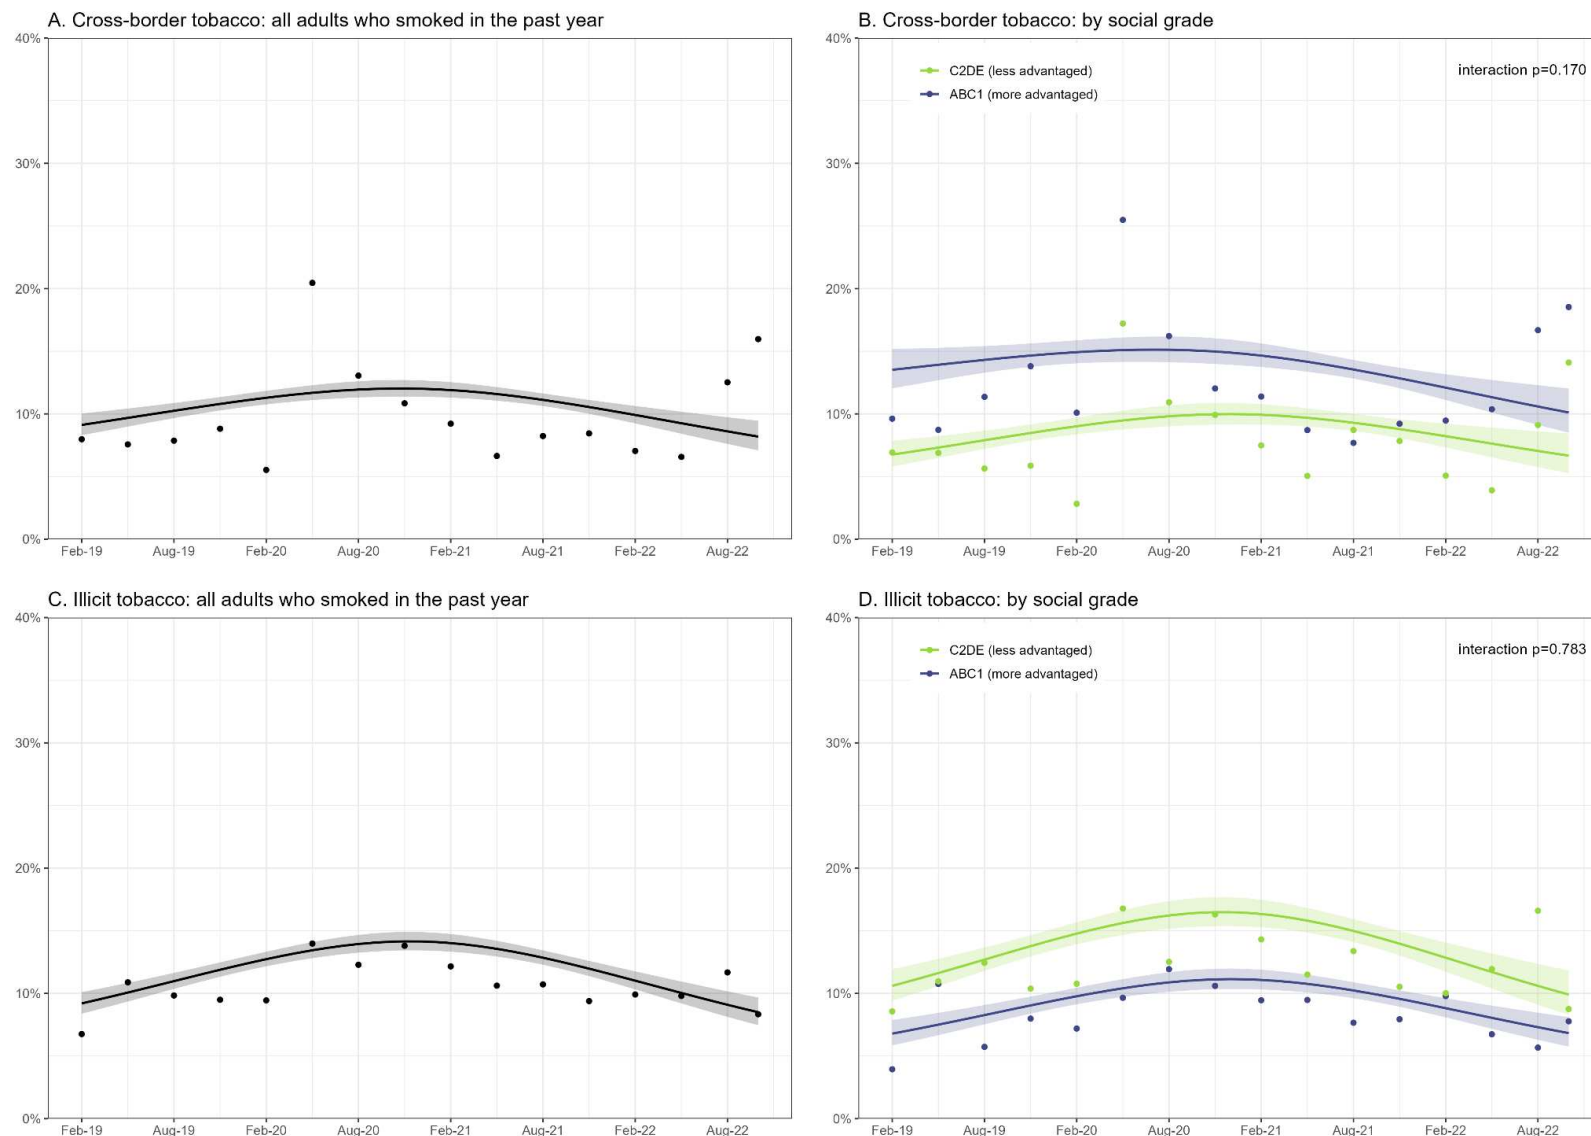 A. Cross-border tobacco: all adults who smoked in the past year
40%
30%
20%
10%
0%
Feb-19 Aug-19 Feb-20 Aug-20 Feb-21 Aug-21 Feb-22 Aug-22
B. Cross-border tobacco: by social grade
C2DE (less advantaged)
ABC1 (more advantaged)
interaction p=0.170
40%
30%
20%
10%
0%
Feb-19 Aug-19 Feb-20 Aug-20 Feb-21 Aug-21 Feb-22 Aug-22
C. Illicit tobacco: all adults who smoked in the past year
40%
30%
20%
10%
0%
Feb-19 Aug-19 Feb-20 Aug-20 Feb-21 Aug-21 Feb-22 Aug-22
D. Illicit tobacco: by social grade
C2DE (less advantaged)
ABC1 (more advantaged)
interaction p=0.783
40%
30%
20%
10%
0%
Feb-19 Aug-19 Feb-20 Aug-20 Feb-21 Aug-21 Feb-22 Aug-22